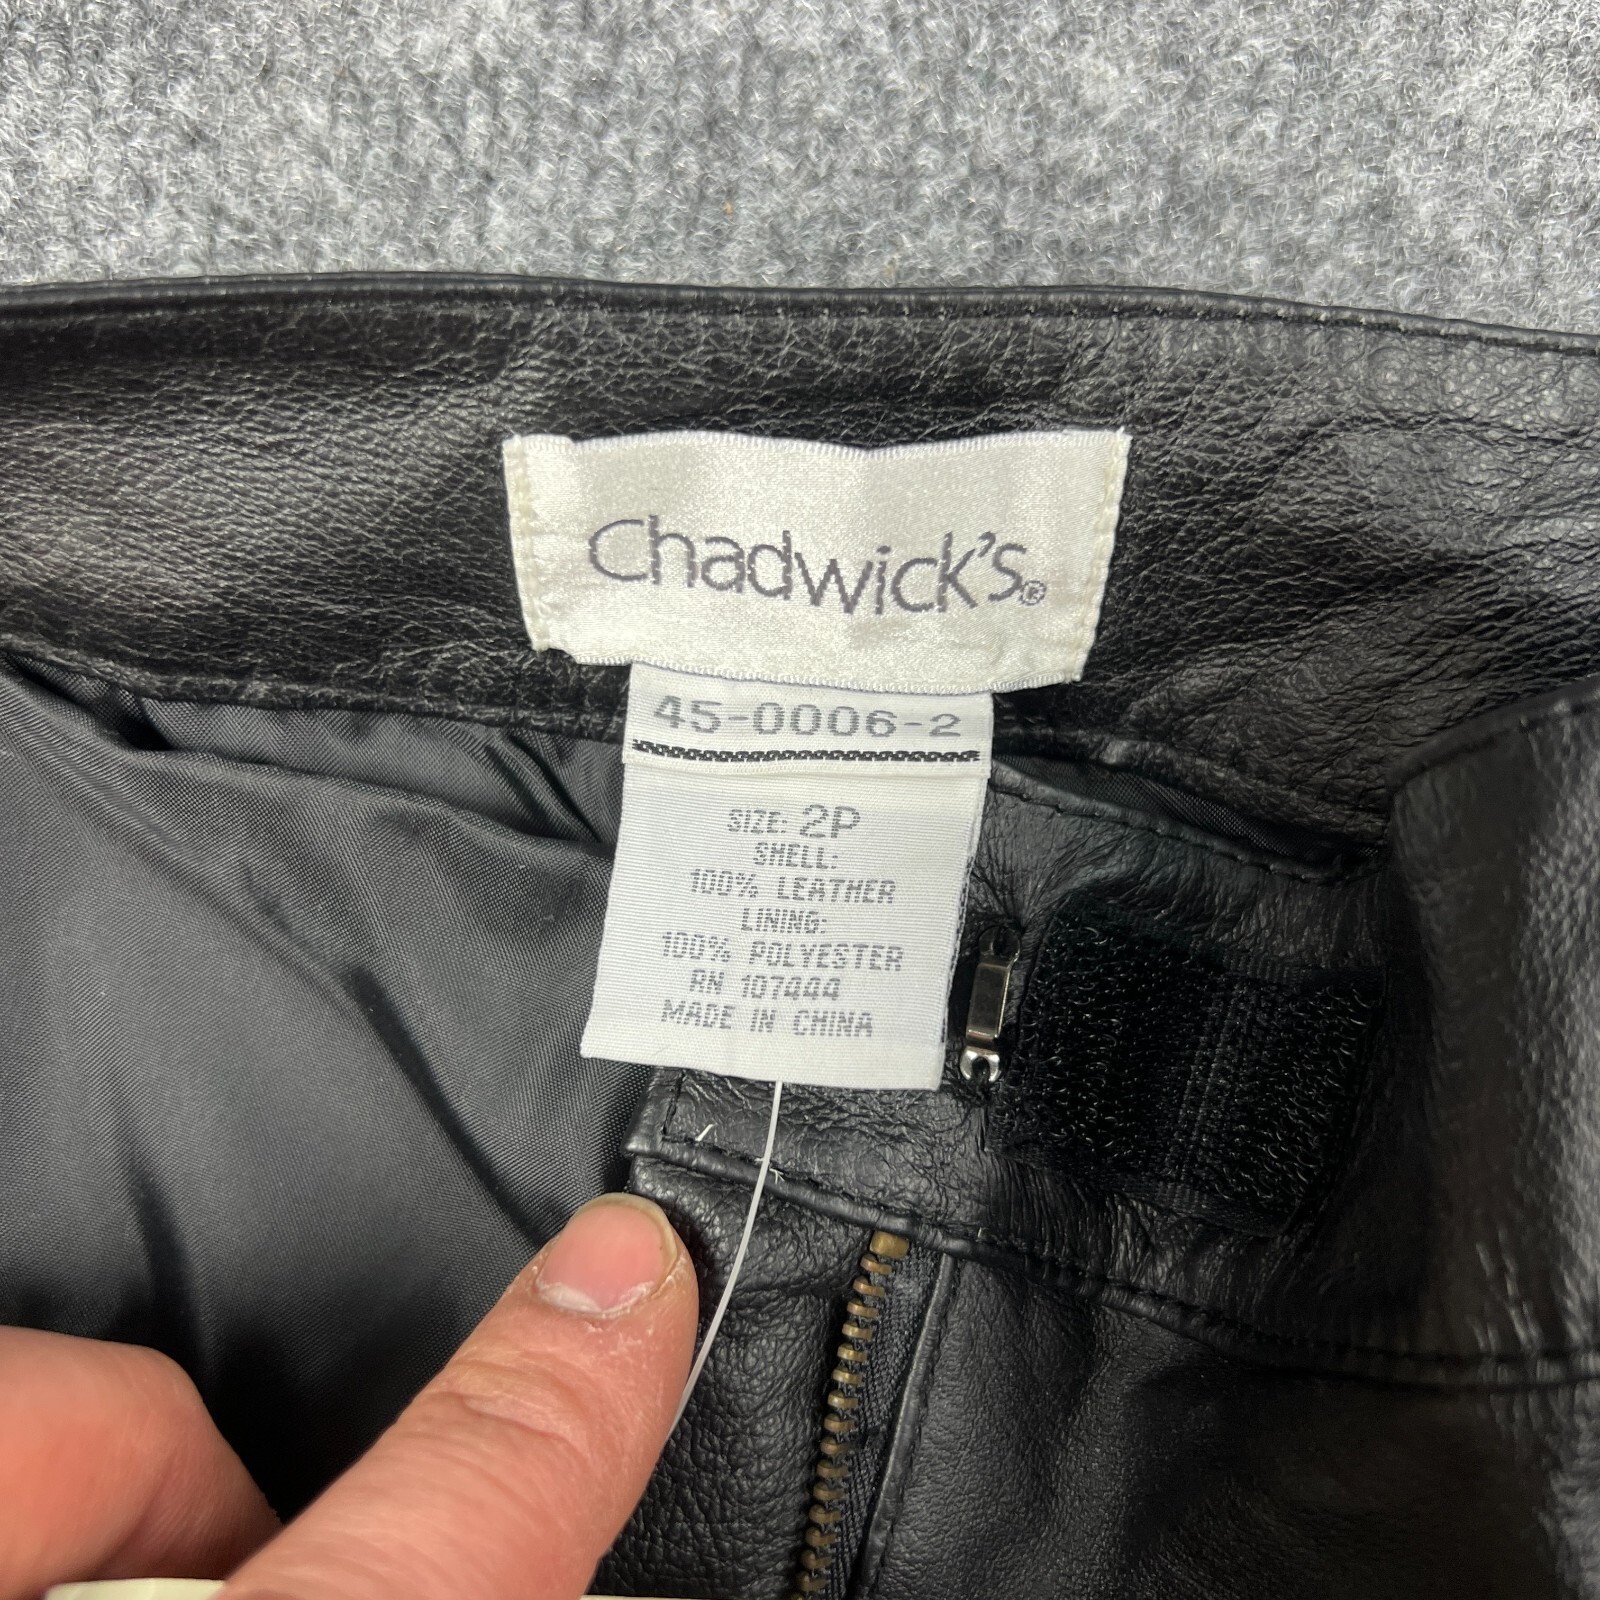 Chadwick's®
45-0006-2
SIZE: 2P
SHELL:
100% LEATHER
LINING:
100% POLYESTER
RN 107444
MADE IN CHINA